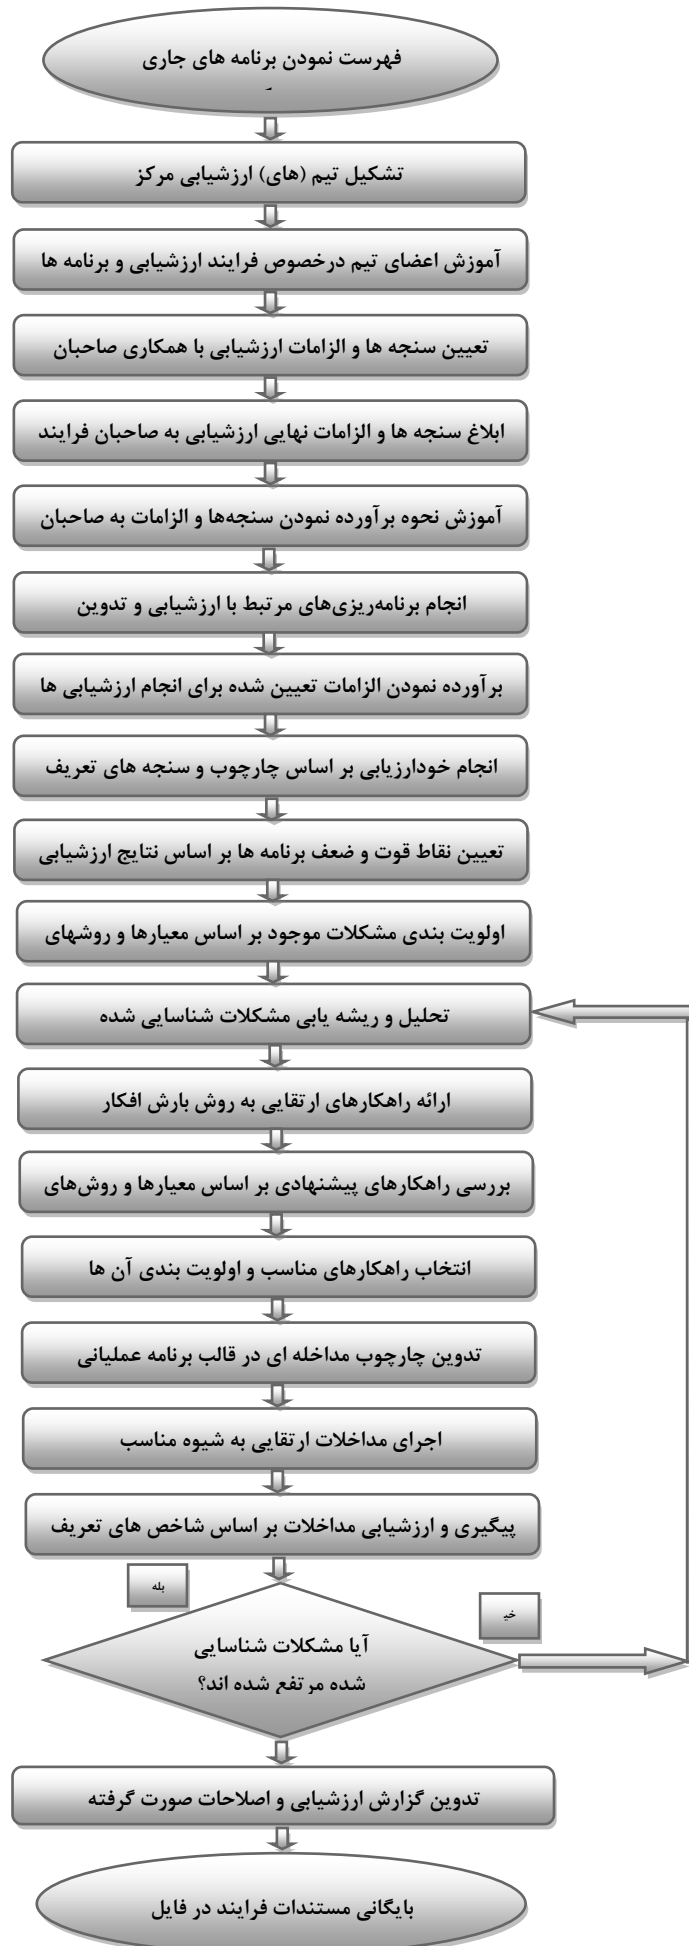 فهرست نمودن برنامه های جاری
تشکیل تیم (های) ارزشیابی مرکز
آموزش اعضای تیم درخصوص فرایند ارزشیابی و برنامه ها
تعیین سنجه ها و الزامات ارزشیابی با همکاری صاحبان
ابلاغ سنجه ها و الزامات نهایی ارزشیابی به صاحبان فرایند
آموزش نحوه برآورده نمودن سنجه‌ها و الزامات به صاحبان
انجام برنامه‌ریزی‌های مرتبط با ارزشیابی و تدوین
برآورده نمودن الزامات تعیین شده برای انجام ارزشیابی ها
انجام خودارزیابی بر اساس چارچوب و سنجه های تعریف
تعیین نقاط قوت و ضعف برنامه ها بر اساس نتایج ارزشیابی
اولویت بندی مشکلات موجود بر اساس معیارها و روشهای
تحلیل و ریشه یابی مشکلات شناسایی شده
ارائه راهکارهای ارتقایی به روش بارش افکار
بررسی راهکارهای پیشنهادی بر اساس معیارها و روش‌های
انتخاب راهکارهای مناسب و اولویت بندی آن ها
تدوین چارچوب مداخله ای در قالب برنامه عملیانی
اجرای مداخلات ارتقایی به شیوه مناسب
پیگیری و ارزشیابی مداخلات بر اساس شاخص های تعریف
بله
خیر
آیا مشکلات شناسایی
شده مرتفع شده اند؟
تدوین گزارش ارزشیابی و اصلاحات صورت گرفته
بایگانی مستندات فرایند در فایل